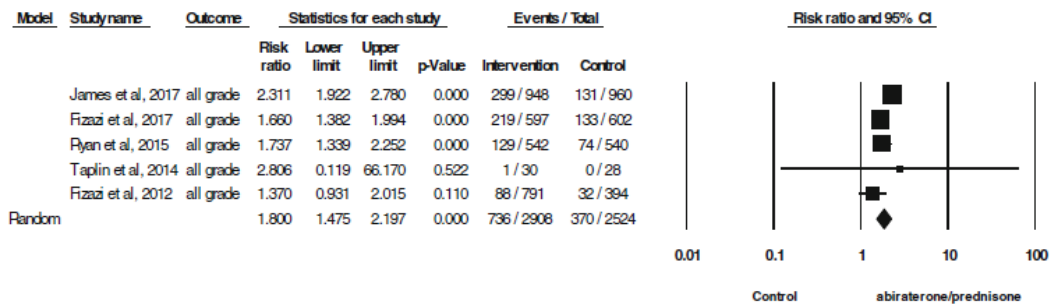 Model Study name Outcome Statistics for each study Events / Total Risk ratio and 95% CI
Risk ratio Lower limit Upper limit p-Value Intervention Control
James et al, 2017 all grade 2.311 1.922 2.780 0.000 299 / 948 131 / 960
Fizazi et al, 2017 all grade 1.660 1.382 1.994 0.000 219 / 597 133 / 602
Ryan et al, 2015 all grade 1.737 1.339 2.252 0.000 129 / 542 74 / 540
Taplin et al, 2014 all grade 2.806 0.119 66.170 0.522 1 / 30 0 / 28
Fizazi et al, 2012 all grade 1.370 0.931 2.015 0.110 88 / 791 32 / 394
Random 1.800 1.475 2.197 0.000 736 / 2908 370 / 2524
0.01 0.1 1 10 100
Control abiraterone/prednisone